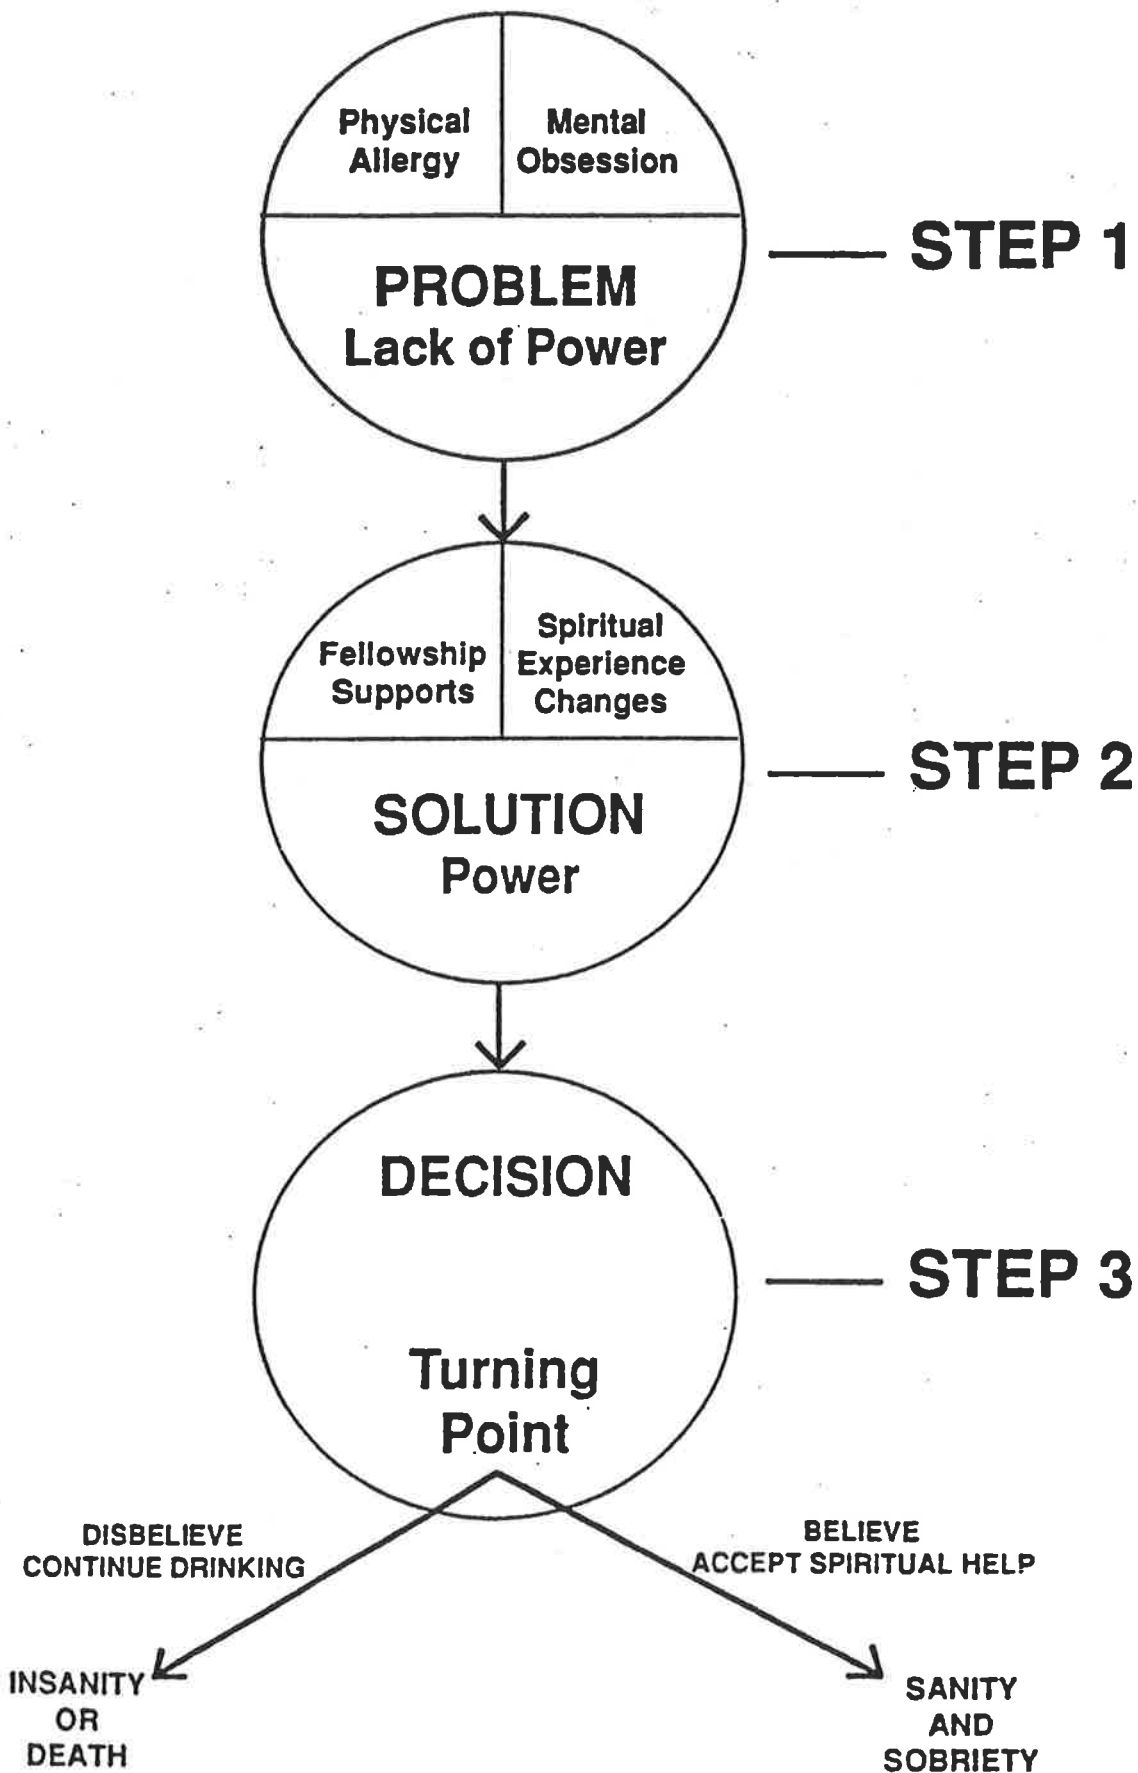 Physical
Allergy
Mental
Obsession
PROBLEM
Lack of Power
STEP 1
Fellowship
Supports
Spiritual
Experience
Changes
SOLUTION
Power
STEP 2
DECISION
Turning
Point
STEP 3
DISBELIEVE
CONTINUE DRINKING
BELIEVE
ACCEPT SPIRITUAL HELP
INSANITY
OR
DEATH
SANITY
AND
SOBRIETY